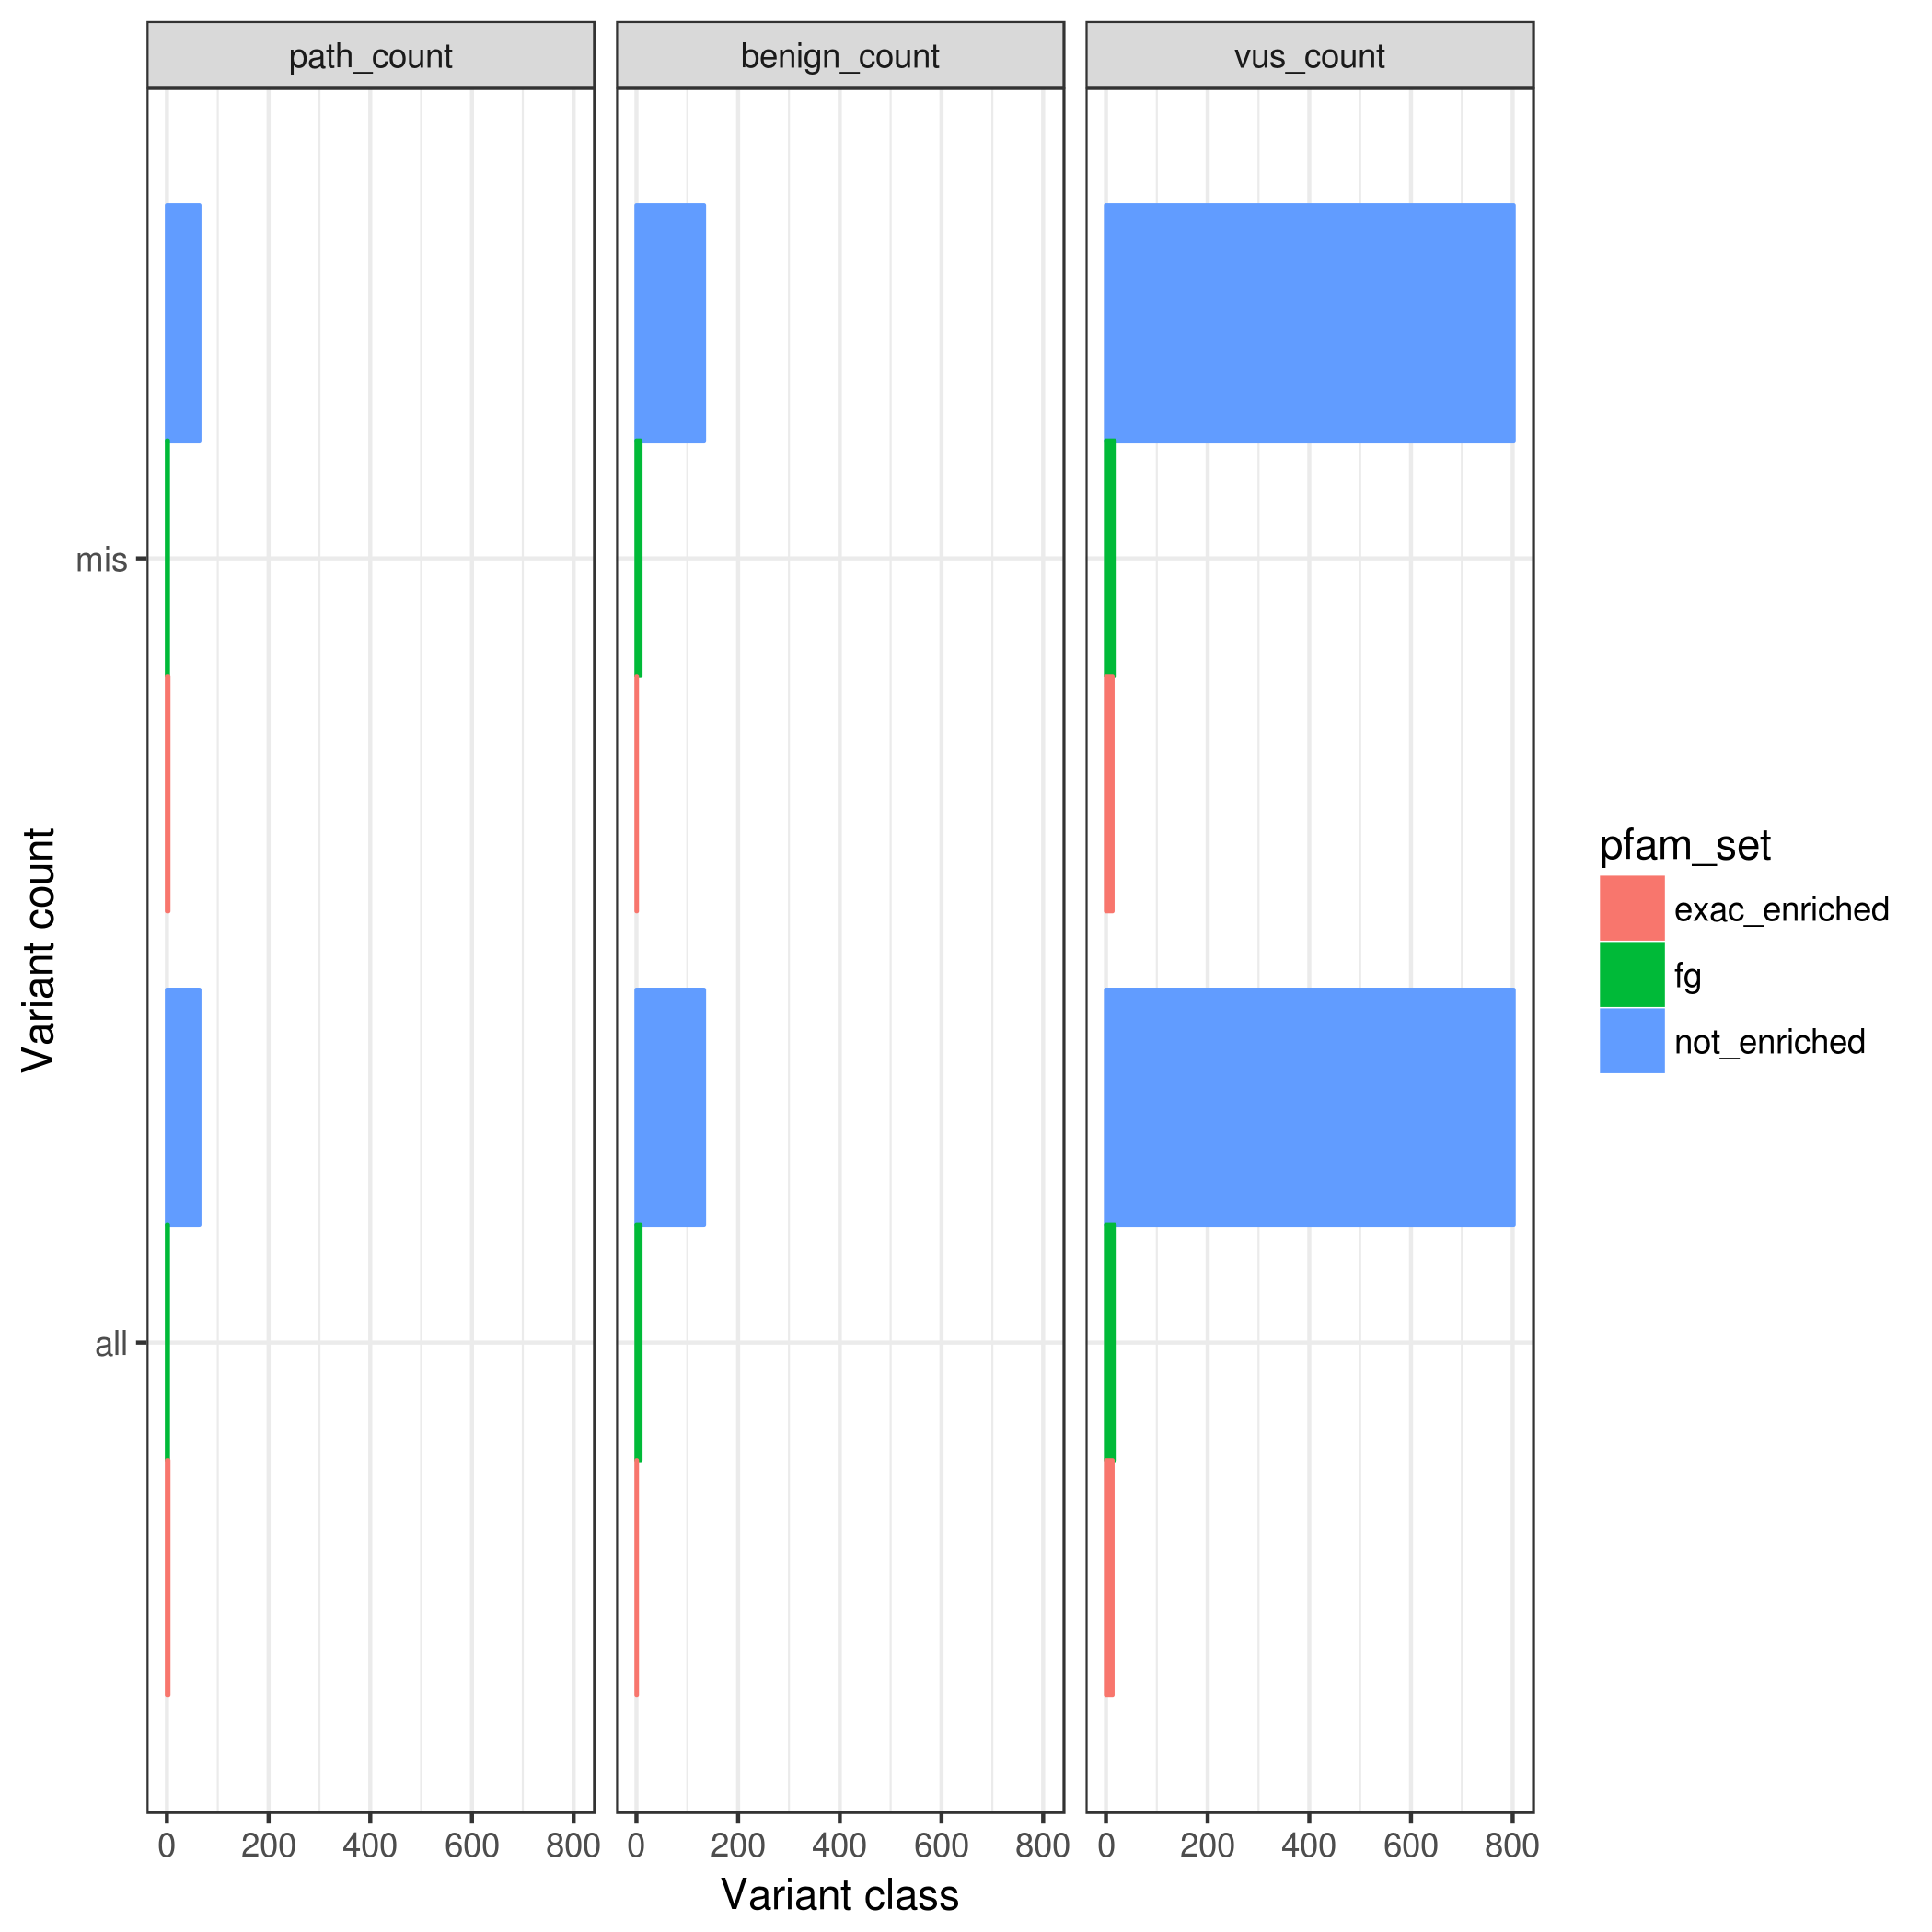 path_count benign_count vus_count
mis
all
Variant count
0 200 400 600 800 0 200 400 600 800 0 200 400 600 800
Variant class
pfam_set
exac_enriched
fg
not_enriched